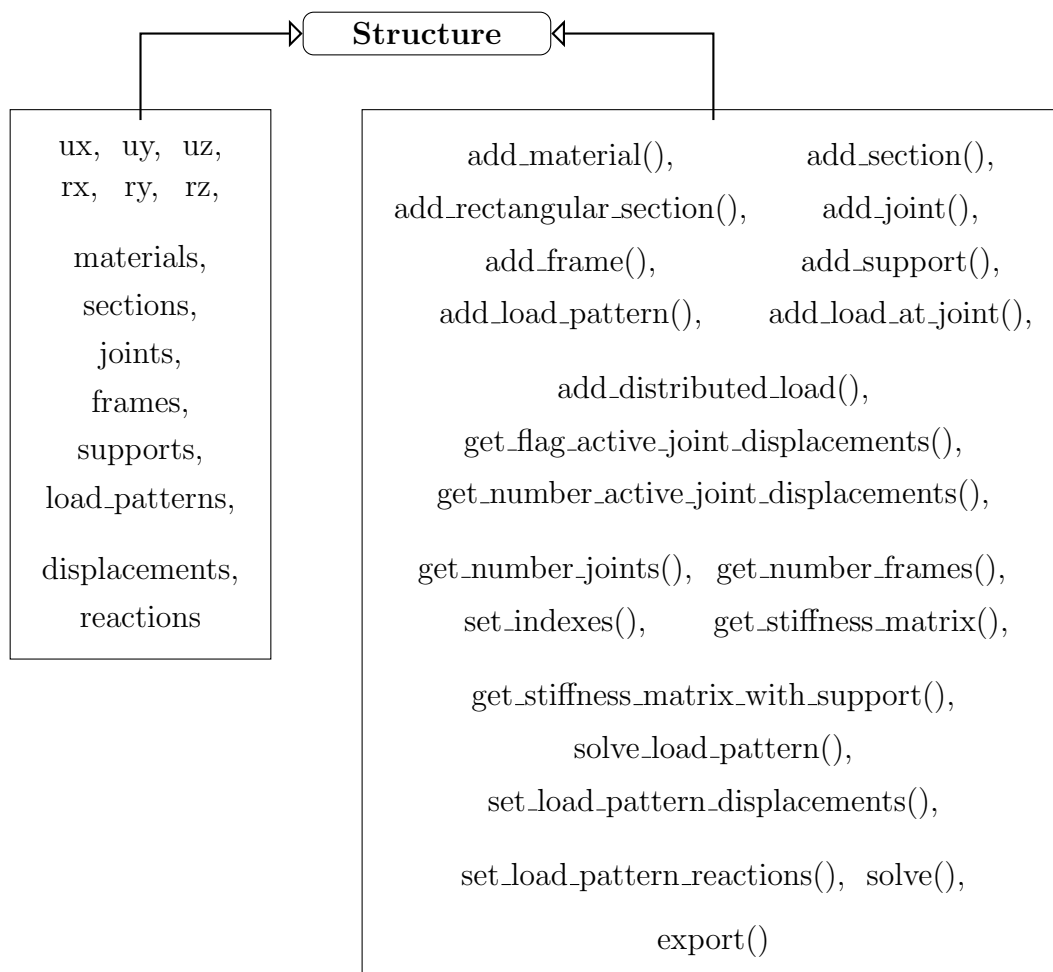 Structure
ux, uy, uz,
rx, ry, rz,
materials,
sections,
joints,
frames,
supports,
load_patterns,
displacements,
reactions
add_material(), add_section(),
add_rectangular_section(), add_joint(),
add_frame(), add_support(),
add_load_pattern(), add_load_at_joint(),
add_distributed_load(),
get_flag_active_joint_displacements(),
get_number_active_joint_displacements(),
get_number_joints(), get_number_frames(),
set_indexes(), get_stiffness_matrix(),
get_stiffness_matrix_with_support(),
solve_load_pattern(),
set_load_pattern_displacements(),
set_load_pattern_reactions(), solve(),
export()